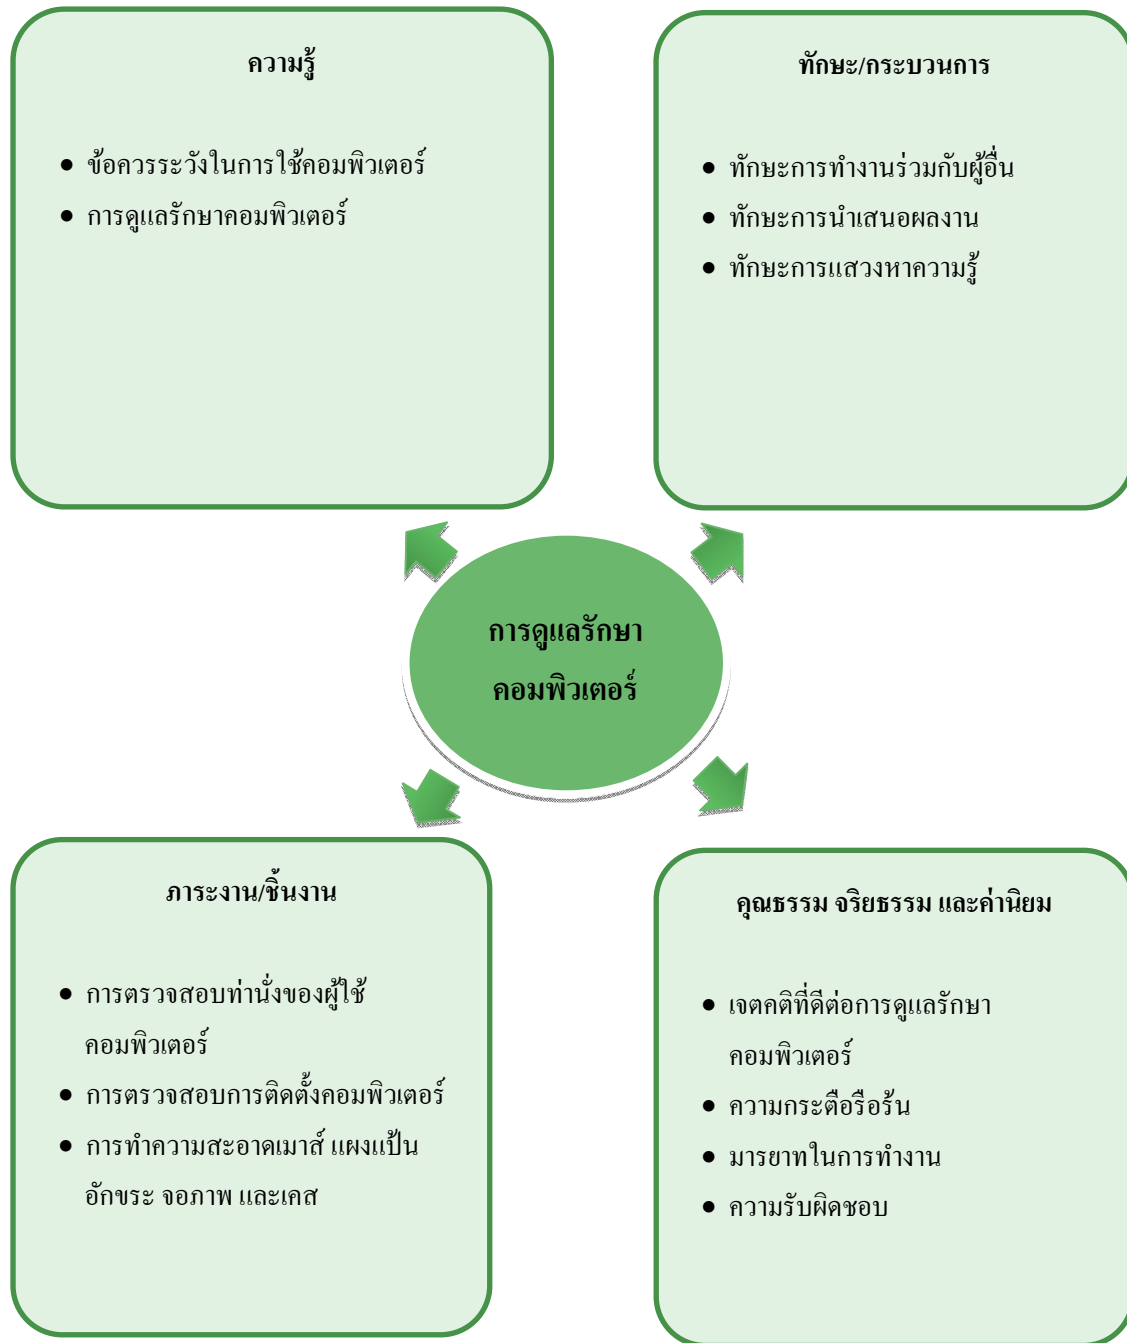 ความรู้
• ข้อควรระวังในการใช้คอมพิวเตอร์
• การดูแลรักษาคอมพิวเตอร์
ทักษะ/กระบวนการ
• ทักษะการทำงานร่วมกับผู้อื่น
• ทักษะการนำเสนอผลงาน
• ทักษะการแสวงหาความรู้
การดูแลรักษา
คอมพิวเตอร์
ภาระงาน/ชิ้นงาน
• การตรวจสอบท่านั่งของผู้ใช้
คอมพิวเตอร์
• การตรวจสอบการติดตั้งคอมพิวเตอร์
• การทำความสะอาดเมาส์ แผงแป้น
อักขระ จอภาพ และเคส
คุณธรรม จริยธรรม และค่านิยม
• เจตคติที่ดีต่อการดูแลรักษา
คอมพิวเตอร์
• ความกระตือรือร้น
• มารยาทในการทำงาน
• ความรับผิดชอบ